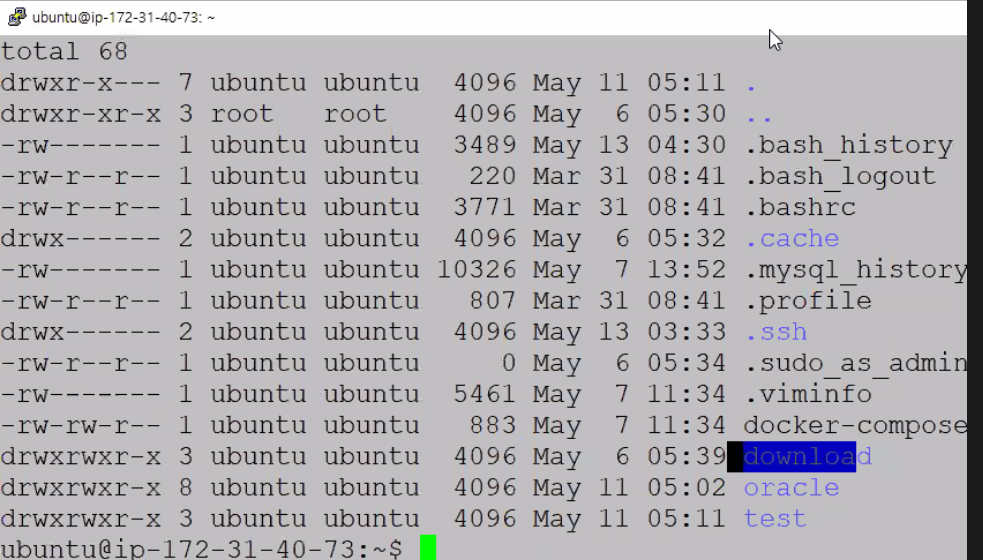 ubuntu@ip-172-31-40-73: ~
total 68
drwxr-x--- 7 ubuntu ubuntu  4096 May 11 05:11 .
drwxr-xr-x 3 root   root    4096 May  6 05:30 ..
-rw------- 1 ubuntu ubuntu  3489 May 13 04:30 .bash_history
-rw-r--r-- 1 ubuntu ubuntu   220 Mar 31 08:41 .bash_logout
-rw-r--r-- 1 ubuntu ubuntu  3771 Mar 31 08:41 .bashrc
drwx------ 2 ubuntu ubuntu  4096 May  6 05:32 .cache
-rw------- 1 ubuntu ubuntu 10326 May  7 13:52 .mysql_history
-rw-r--r-- 1 ubuntu ubuntu   807 Mar 31 08:41 .profile
drwx------ 2 ubuntu ubuntu  4096 May 13 03:33 .ssh
-rw-r--r-- 1 ubuntu ubuntu     0 May  6 05:34 .sudo_as_admin
-rw------- 1 ubuntu ubuntu  5461 May  7 11:34 .viminfo
-rw-rw-r-- 1 ubuntu ubuntu   883 May  7 11:34 docker-compose
drwxrwxr-x 3 ubuntu ubuntu  4096 May  6 05:39 download
drwxrwxr-x 8 ubuntu ubuntu  4096 May 11 05:02 oracle
drwxrwxr-x 3 ubuntu ubuntu  4096 May 11 05:11 test
ubuntu@ip-172-31-40-73:~$